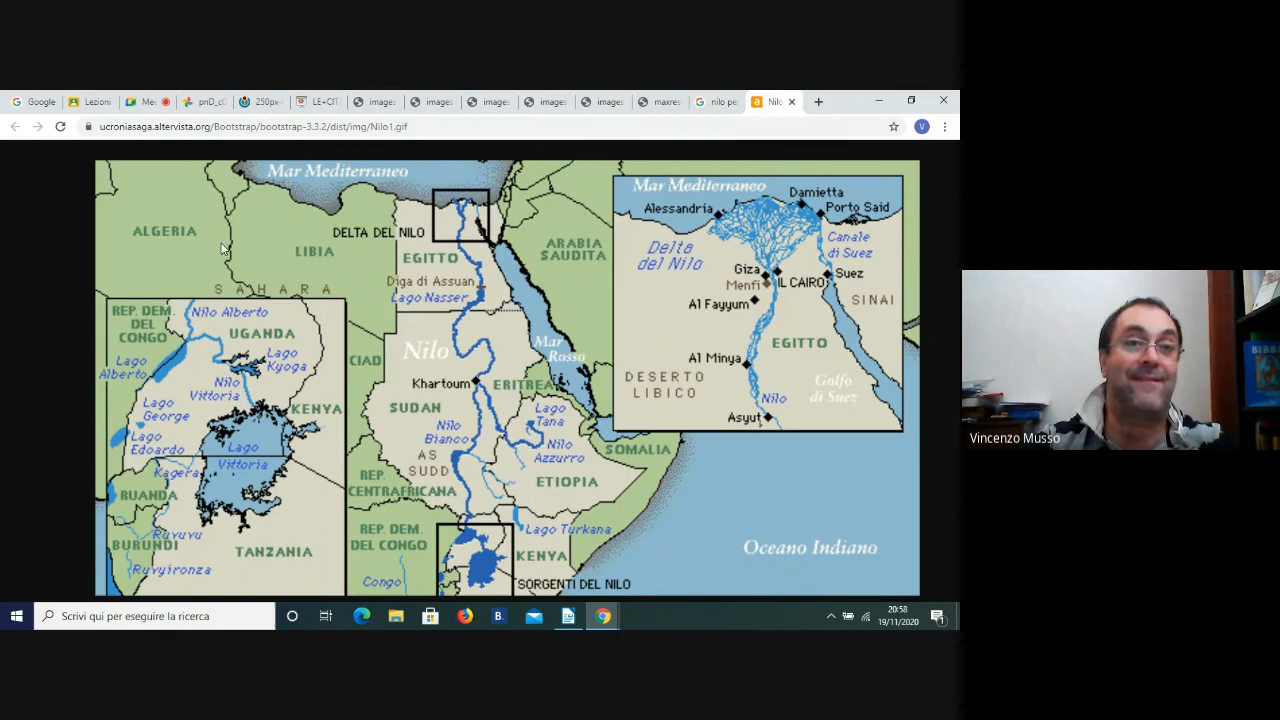 Google
Lezioni
Me
pnD_c
250px-
LE+CIT
images
images
images
images
images
maxres
nilo pe
Nilo
ucroniasaga.altervista.org/Bootstrap/bootstrap-3.3.2/dist/img/Nilo1.gif
V
Mar Mediterraneo
ALGERIA
LIBIA
DELTA DEL NILO
EGITTO
ARABIA
SAUDITA
Diga di Assuan
Lago Nasser
SAHARA
Nilo
CIAD
Mar
Rosso
Khartoum
ERITREA
SUDAN
Nilo
Bianco
Lago
Tana
Nilo
Azzurro
AS
SUDD
REP.
CENTRAFRICANA
ETIOPIA
SOMALIA
REP. DEM.
DEL CONGO
Lago Turkana
KENYA
Congo
SORGENTI DEL NILO
Oceano Indiano
REP. DEM.
DEL
CONGO
Nilo Alberto
UGANDA
Lago
Alberto
Lago
Kyoga
Nilo
Vittoria
Lago
George
KENYA
Lago
Edoardo
Lago
Vittoria
Kagera
RUANDA
Ruvuvu
BURUNDI
TANZANIA
Ruvyironza
Mar Mediterraneo
Damietta
Alessandria
Porto Said
Delta
del Nilo
Canale
di Suez
Giza
Menfi
IL CAIRO
Suez
Al Fayyum
SINAI
EGITTO
Al Minya
DESERTO
LIBICO
Golfo
di Suez
Nilo
Asyut
Vincenzo Musso
BIBB
Scrivi qui per eseguire la ricerca
B
20:58
19/11/2020
1